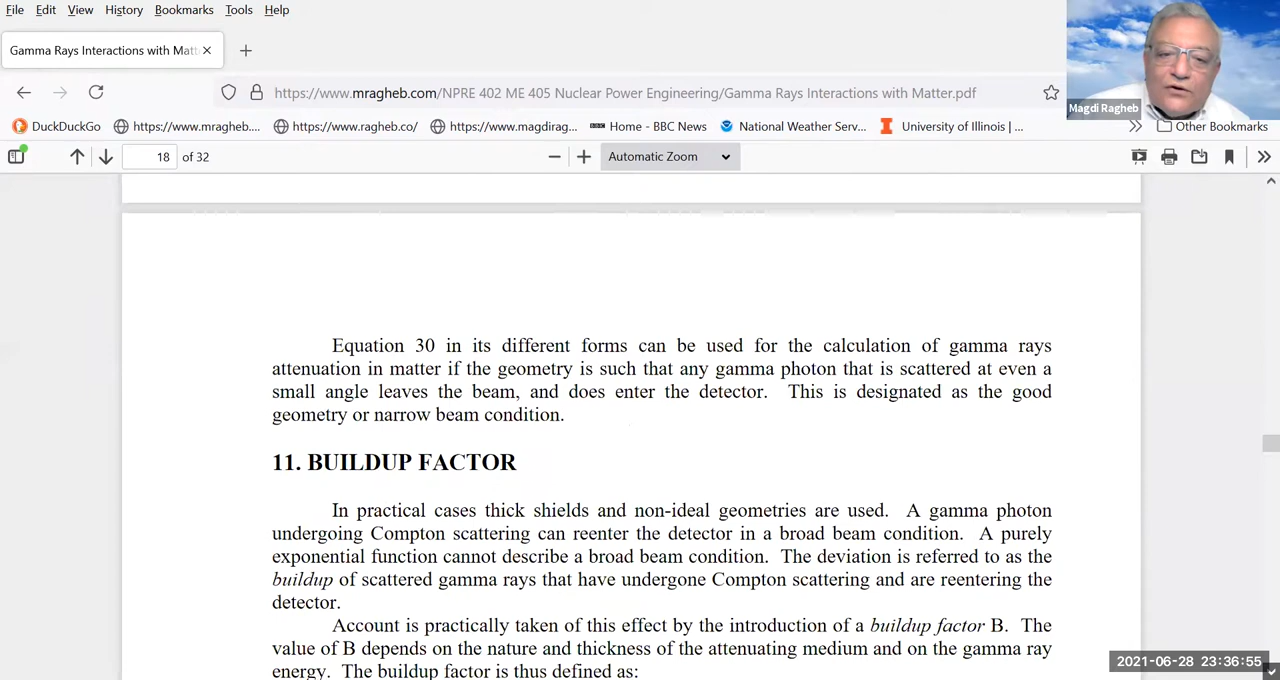 File Edit View History Bookmarks Tools Help
Gamma Rays Interactions with Matt
https://www.mragheb.com/NPRE 402 ME 405 Nuclear Power Engineering/Gamma Rays Interactions with Matter.pdf
Magdi Ragheb
DuckDuckGo https://www.mragheb.... https://www.ragheb.co/ https://www.magdirag... BBC Home - BBC News National Weather Serv... University of Illinois |... Other Bookmarks
18 of 32 Automatic Zoom
Equation 30 in its different forms can be used for the calculation of gamma rays
attenuation in matter if the geometry is such that any gamma photon that is scattered at even a
small angle leaves the beam, and does enter the detector. This is designated as the good
geometry or narrow beam condition.
11. BUILDUP FACTOR
In practical cases thick shields and non-ideal geometries are used. A gamma photon
undergoing Compton scattering can reenter the detector in a broad beam condition. A purely
exponential function cannot describe a broad beam condition. The deviation is referred to as the
buildup of scattered gamma rays that have undergone Compton scattering and are reentering the
detector.
Account is practically taken of this effect by the introduction of a buildup factor B. The
value of B depends on the nature and thickness of the attenuating medium and on the gamma ray
energy. The buildup factor is thus defined as:
2021-06-28 23:36:55